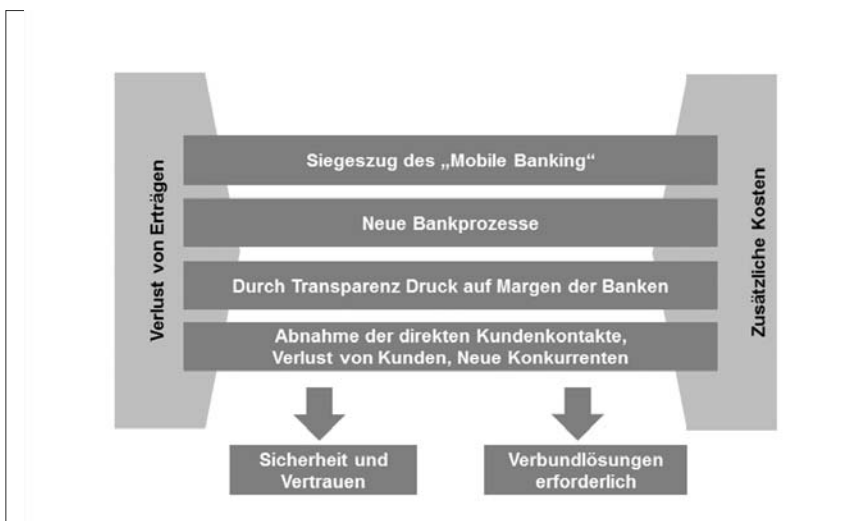 Verlust von Erträgen
Siegeszug des „Mobile Banking“
Neue Bankprozesse
Durch Transparenz Druck auf Margen der Banken
Abnahme der direkten Kundenkontakte,
Verlust von Kunden, Neue Konkurrenten
Zusätzliche Kosten
Sicherheit und
Vertrauen
Verbundlösungen
erforderlich